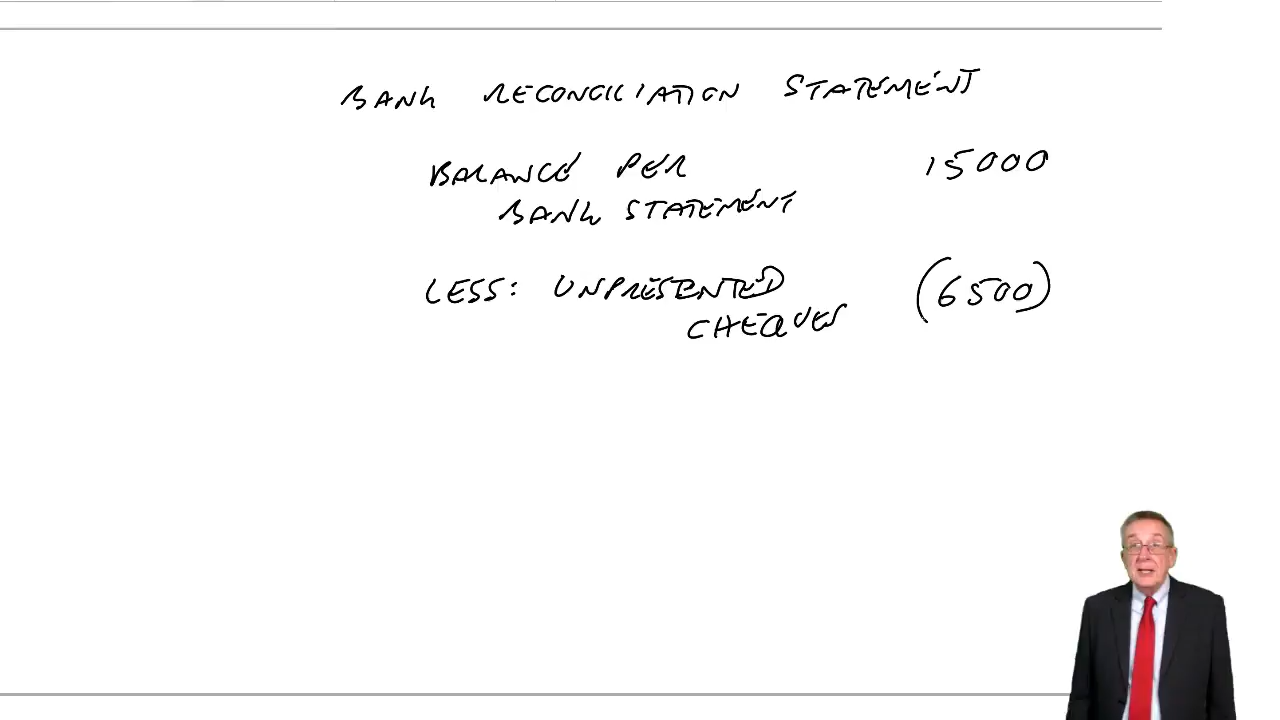 BANK RECONCILIATION STATEMENT
BALANCE PER 15000
BANK STATEMENT
LESS: UNPRESENTED (6500)
CHEQUES